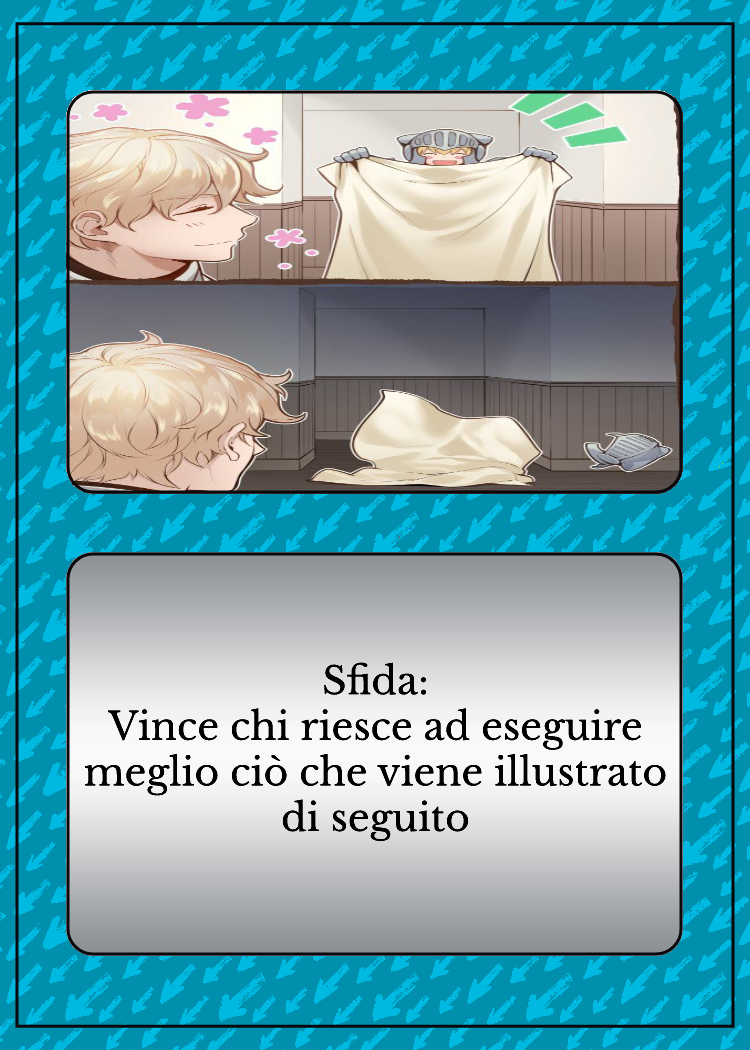 Sfida:
Vince chi riesce ad eseguire
meglio ciò che viene illustrato
di seguito